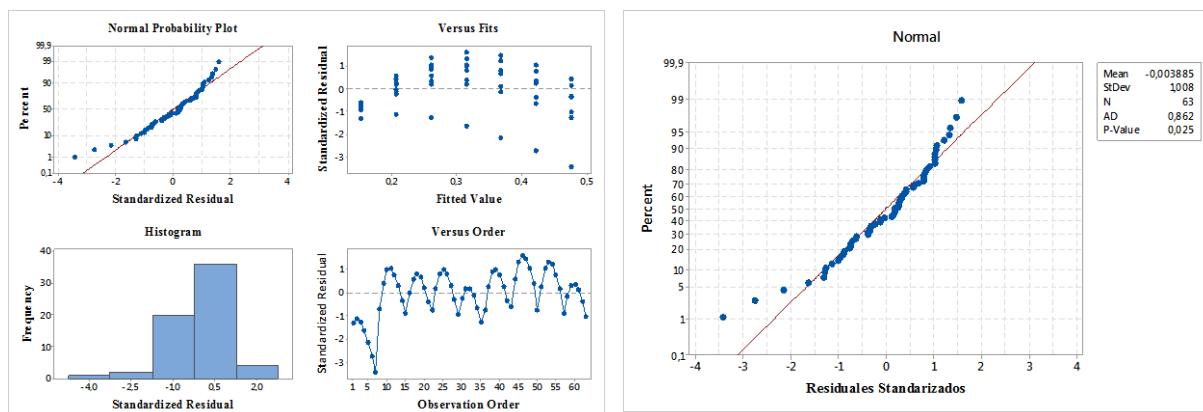 Normal Probability Plot
99,9
99
90
50
10
1
0,1
Percent
-4 -2 0 2 4
Standardized Residual
Versus Fits
1
0
-1
-2
-3
Standardized Residual
0,2 0,3 0,4 0,5
Fitted Value
Histogram
40
30
20
10
0
Frequency
-4,0 -2,5 -1,0 0,5 2,0
Standardized Residual
Versus Order
1
0
-1
-2
-3
Standardized Residual
1 5 10 15 20 25 30 35 40 45 50 55 60
Observation Order
Normal
99,9
99
95
90
80
70
60
50
40
30
20
10
5
1
0,1
Percent
-4 -3 -2 -1 0 1 2 3 4
Residuales Standarizados
Mean -0,003885
StDev 1,008
N 63
AD 0,862
P-Value 0,025